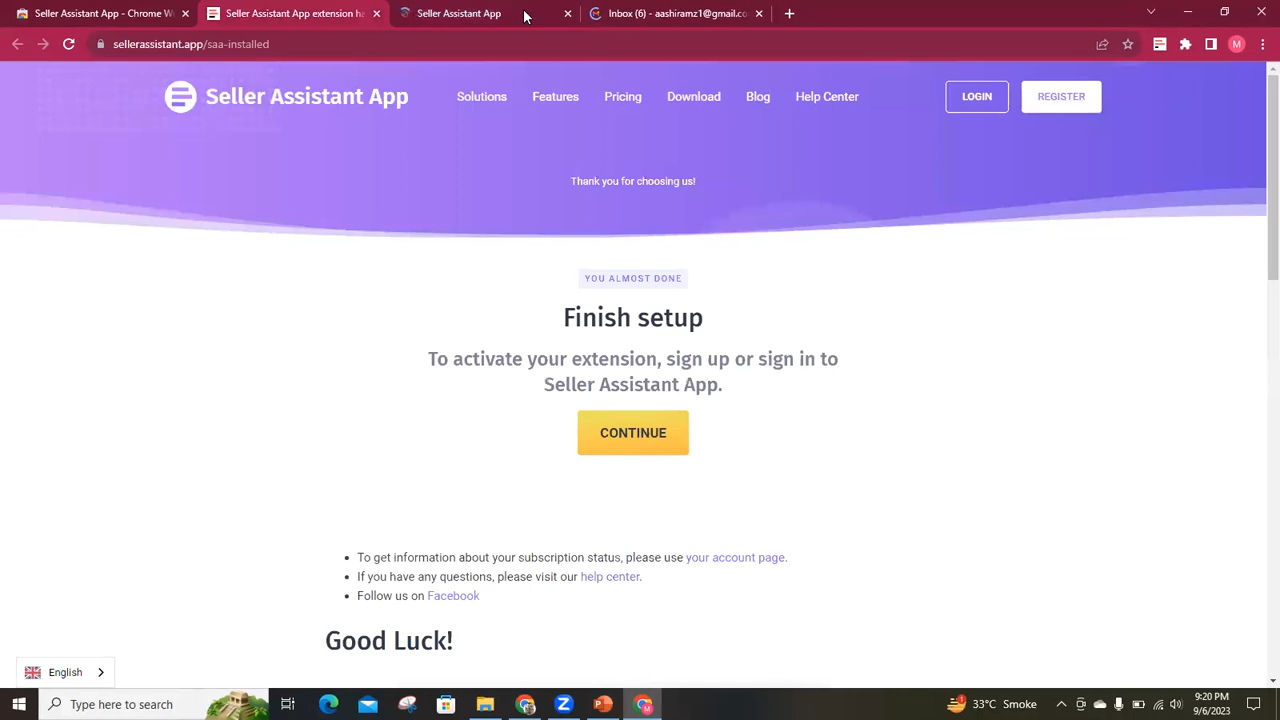 Seller Assistant App - Chrome W
Seller Assistant App extension ha
Seller Assistant App
Inbox (6) - aashiramz1@gmail.co
sellerassistant.app/saa-installed
M
Seller Assistant App
Solutions
Features
Pricing
Download
Blog
Help Center
LOGIN
REGISTER
Thank you for choosing us!
YOU ALMOST DONE
Finish setup
To activate your extension, sign up or sign in to
Seller Assistant App.
CONTINUE
• To get information about your subscription status, please use your account page.
• If you have any questions, please visit our help center.
• Follow us on Facebook
Good Luck!
English
Type here to search
33°C Smoke
9:20 PM
9/6/2023